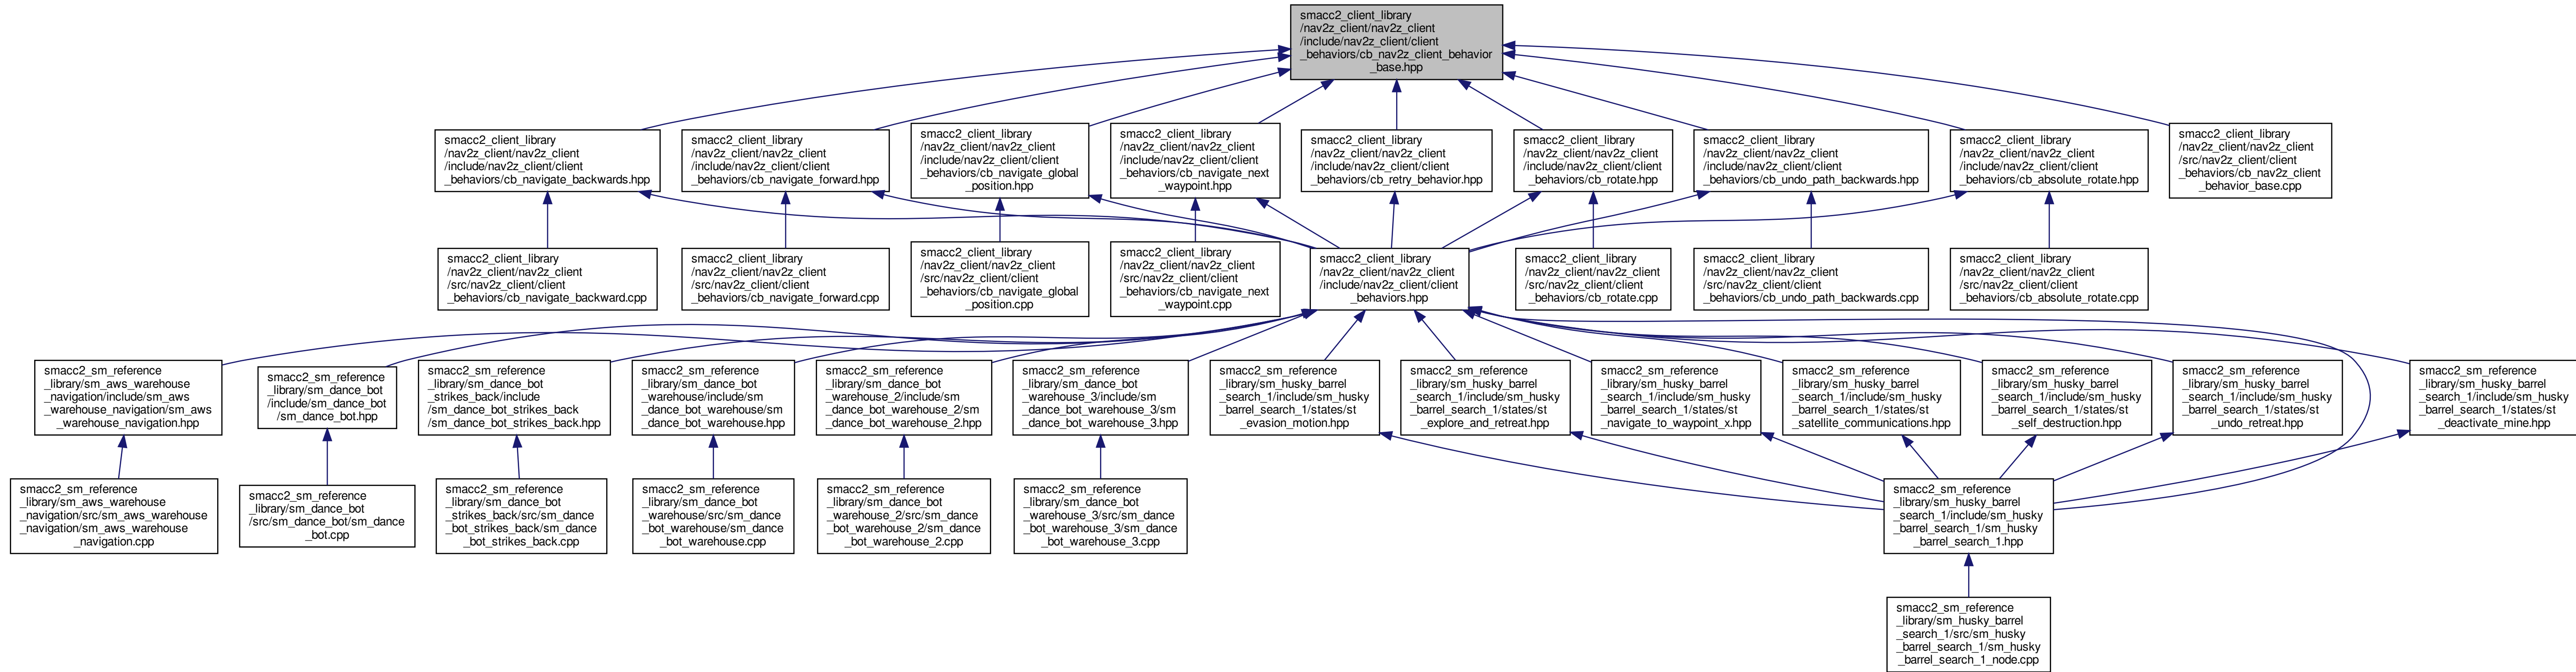 smacc2_client_library
/nav2z_client/nav2z_client
/include/nav2z_client/client
_behaviors/cb_nav2z_client_behavior
_base.hpp
smacc2_client_library
/nav2z_client/nav2z_client
/include/nav2z_client/client
_behaviors/cb_navigate_backwards.hpp
smacc2_client_library
/nav2z_client/nav2z_client
/include/nav2z_client/client
_behaviors/cb_navigate_forward.hpp
smacc2_client_library
/nav2z_client/nav2z_client
/include/nav2z_client/client
_behaviors/cb_navigate_global
_position.hpp
smacc2_client_library
/nav2z_client/nav2z_client
/include/nav2z_client/client
_behaviors/cb_navigate_next
_waypoint.hpp
smacc2_client_library
/nav2z_client/nav2z_client
/include/nav2z_client/client
_behaviors/cb_retry_behavior.hpp
smacc2_client_library
/nav2z_client/nav2z_client
/include/nav2z_client/client
_behaviors/cb_rotate.hpp
smacc2_client_library
/nav2z_client/nav2z_client
/include/nav2z_client/client
_behaviors/cb_undo_path_backwards.hpp
smacc2_client_library
/nav2z_client/nav2z_client
/include/nav2z_client/client
_behaviors/cb_absolute_rotate.hpp
smacc2_client_library
/nav2z_client/nav2z_client
/src/nav2z_client/client
_behaviors/cb_nav2z_client
_behavior_base.cpp
smacc2_client_library
/nav2z_client/nav2z_client
/src/nav2z_client/client
_behaviors/cb_navigate_backward.cpp
smacc2_client_library
/nav2z_client/nav2z_client
/src/nav2z_client/client
_behaviors/cb_navigate_forward.cpp
smacc2_client_library
/nav2z_client/nav2z_client
/src/nav2z_client/client
_behaviors/cb_navigate_global
_position.cpp
smacc2_client_library
/nav2z_client/nav2z_client
/src/nav2z_client/client
_behaviors/cb_navigate_next
_waypoint.cpp
smacc2_client_library
/nav2z_client/nav2z_client
/include/nav2z_client/client
_behaviors.hpp
smacc2_client_library
/nav2z_client/nav2z_client
/src/nav2z_client/client
_behaviors/cb_rotate.cpp
smacc2_client_library
/nav2z_client/nav2z_client
/src/nav2z_client/client
_behaviors/cb_undo_path_backwards.cpp
smacc2_client_library
/nav2z_client/nav2z_client
/src/nav2z_client/client
_behaviors/cb_absolute_rotate.cpp
smacc2_sm_reference
_library/sm_aws_warehouse
_navigation/include/sm_aws
_warehouse_navigation/sm_aws
_warehouse_navigation.hpp
smacc2_sm_reference
_library/sm_dance_bot
/include/sm_dance_bot
/sm_dance_bot.hpp
smacc2_sm_reference
_library/sm_dance_bot
_strikes_back/include
/sm_dance_bot_strikes_back
/sm_dance_bot_strikes_back.hpp
smacc2_sm_reference
_library/sm_dance_bot
_warehouse/include/sm
_dance_bot_warehouse/sm
_dance_bot_warehouse.hpp
smacc2_sm_reference
_library/sm_dance_bot
_warehouse_2/include/sm
_dance_bot_warehouse_2/sm
_dance_bot_warehouse_2.hpp
smacc2_sm_reference
_library/sm_dance_bot
_warehouse_3/include/sm
_dance_bot_warehouse_3/sm
_dance_bot_warehouse_3.hpp
smacc2_sm_reference
_library/sm_husky_barrel
_search_1/include/sm_husky
_barrel_search_1/states/st
_evasion_motion.hpp
smacc2_sm_reference
_library/sm_husky_barrel
_search_1/include/sm_husky
_barrel_search_1/states/st
_explore_and_retreat.hpp
smacc2_sm_reference
_library/sm_husky_barrel
_search_1/include/sm_husky
_barrel_search_1/states/st
_navigate_to_waypoint_x.hpp
smacc2_sm_reference
_library/sm_husky_barrel
_search_1/include/sm_husky
_barrel_search_1/states/st
_satellite_communications.hpp
smacc2_sm_reference
_library/sm_husky_barrel
_search_1/include/sm_husky
_barrel_search_1/states/st
_self_destruction.hpp
smacc2_sm_reference
_library/sm_husky_barrel
_search_1/include/sm_husky
_barrel_search_1/states/st
_undo_retreat.hpp
smacc2_sm_reference
_library/sm_husky_barrel
_search_1/include/sm_husky
_barrel_search_1/states/st
_deactivate_mine.hpp
smacc2_sm_reference
_library/sm_aws_warehouse
_navigation/src/sm_aws_warehouse
_navigation/sm_aws_warehouse
_navigation.cpp
smacc2_sm_reference
_library/sm_dance_bot
/src/sm_dance_bot/sm_dance
_bot.cpp
smacc2_sm_reference
_library/sm_dance_bot
_strikes_back/src/sm_dance
_bot_strikes_back/sm_dance
_bot_strikes_back.cpp
smacc2_sm_reference
_library/sm_dance_bot
_warehouse/src/sm_dance
_bot_warehouse/sm_dance
_bot_warehouse.cpp
smacc2_sm_reference
_library/sm_dance_bot
_warehouse_2/src/sm_dance
_bot_warehouse_2/sm_dance
_bot_warehouse_2.cpp
smacc2_sm_reference
_library/sm_dance_bot
_warehouse_3/src/sm_dance
_bot_warehouse_3/sm_dance
_bot_warehouse_3.cpp
smacc2_sm_reference
_library/sm_husky_barrel
_search_1/include/sm_husky
_barrel_search_1/sm_husky
_barrel_search_1.hpp
smacc2_sm_reference
_library/sm_husky_barrel
_search_1/src/sm_husky
_barrel_search_1/sm_husky
_barrel_search_1_node.cpp